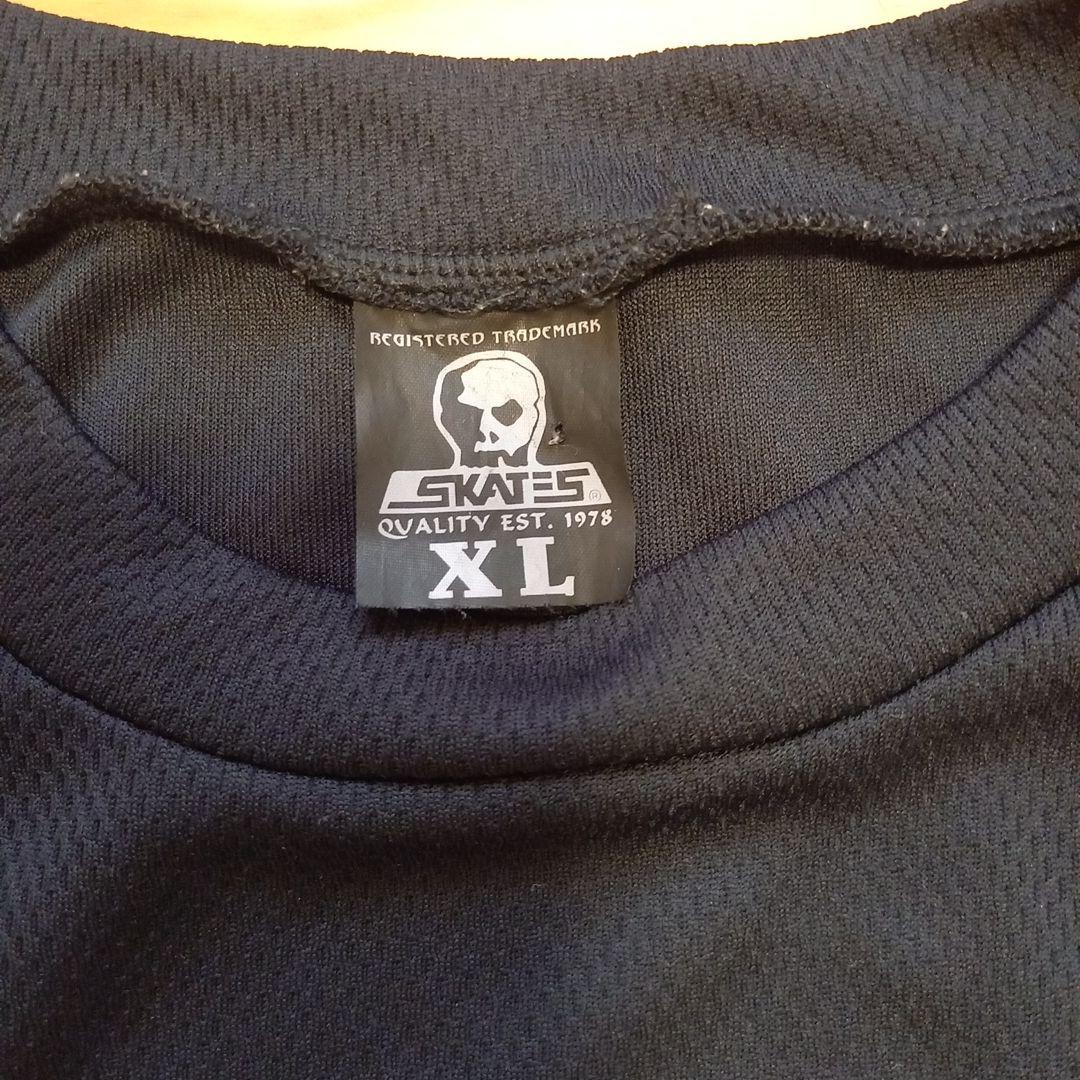 REGISTERED TRADEMARK
SKATES ®
QUALITY EST. 1978
XL